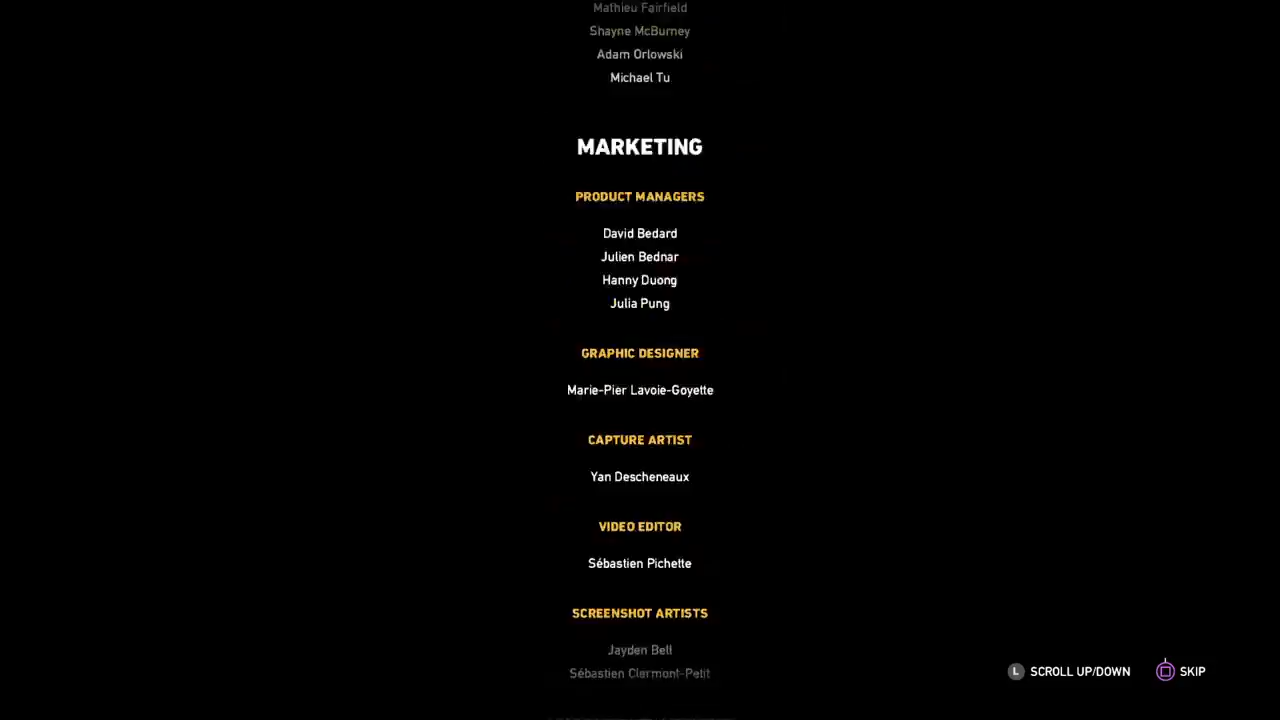 Mathieu Fairfield
Shayne McBurney
Adam Orlowski
Michael Tu
MARKETING
PRODUCT MANAGERS
David Bedard
Julien Bednar
Hanny Duong
Julia Pung
GRAPHIC DESIGNER
Marie-Pier Lavoie-Goyette
CAPTURE ARTIST
Yan Descheneaux
VIDEO EDITOR
Sébastien Pichette
SCREENSHOT ARTISTS
Jayden Bell
Sébastien Clermont-Petit
L SCROLL UP/DOWN
SKIP